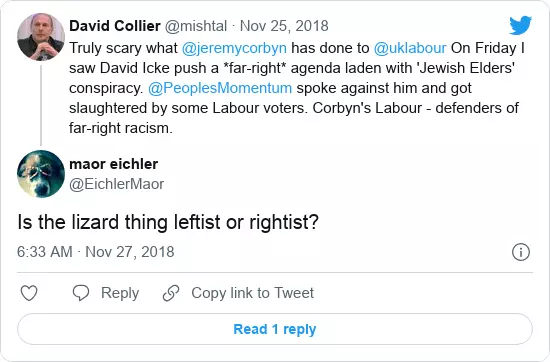 David Collier @mishtal · Nov 25, 2018
Truly scary what @jeremycorbyn has done to @uklabour On Friday I
saw David Icke push a *far-right* agenda laden with 'Jewish Elders'
conspiracy. @PeoplesMomentum spoke against him and got
slaughtered by some Labour voters. Corbyn's Labour - defenders of
far-right racism.
maor eichler
@EichlerMaor
Is the lizard thing leftist or rightist?
6:33 AM · Nov 27, 2018
Reply
Copy link to Tweet
Read 1 reply